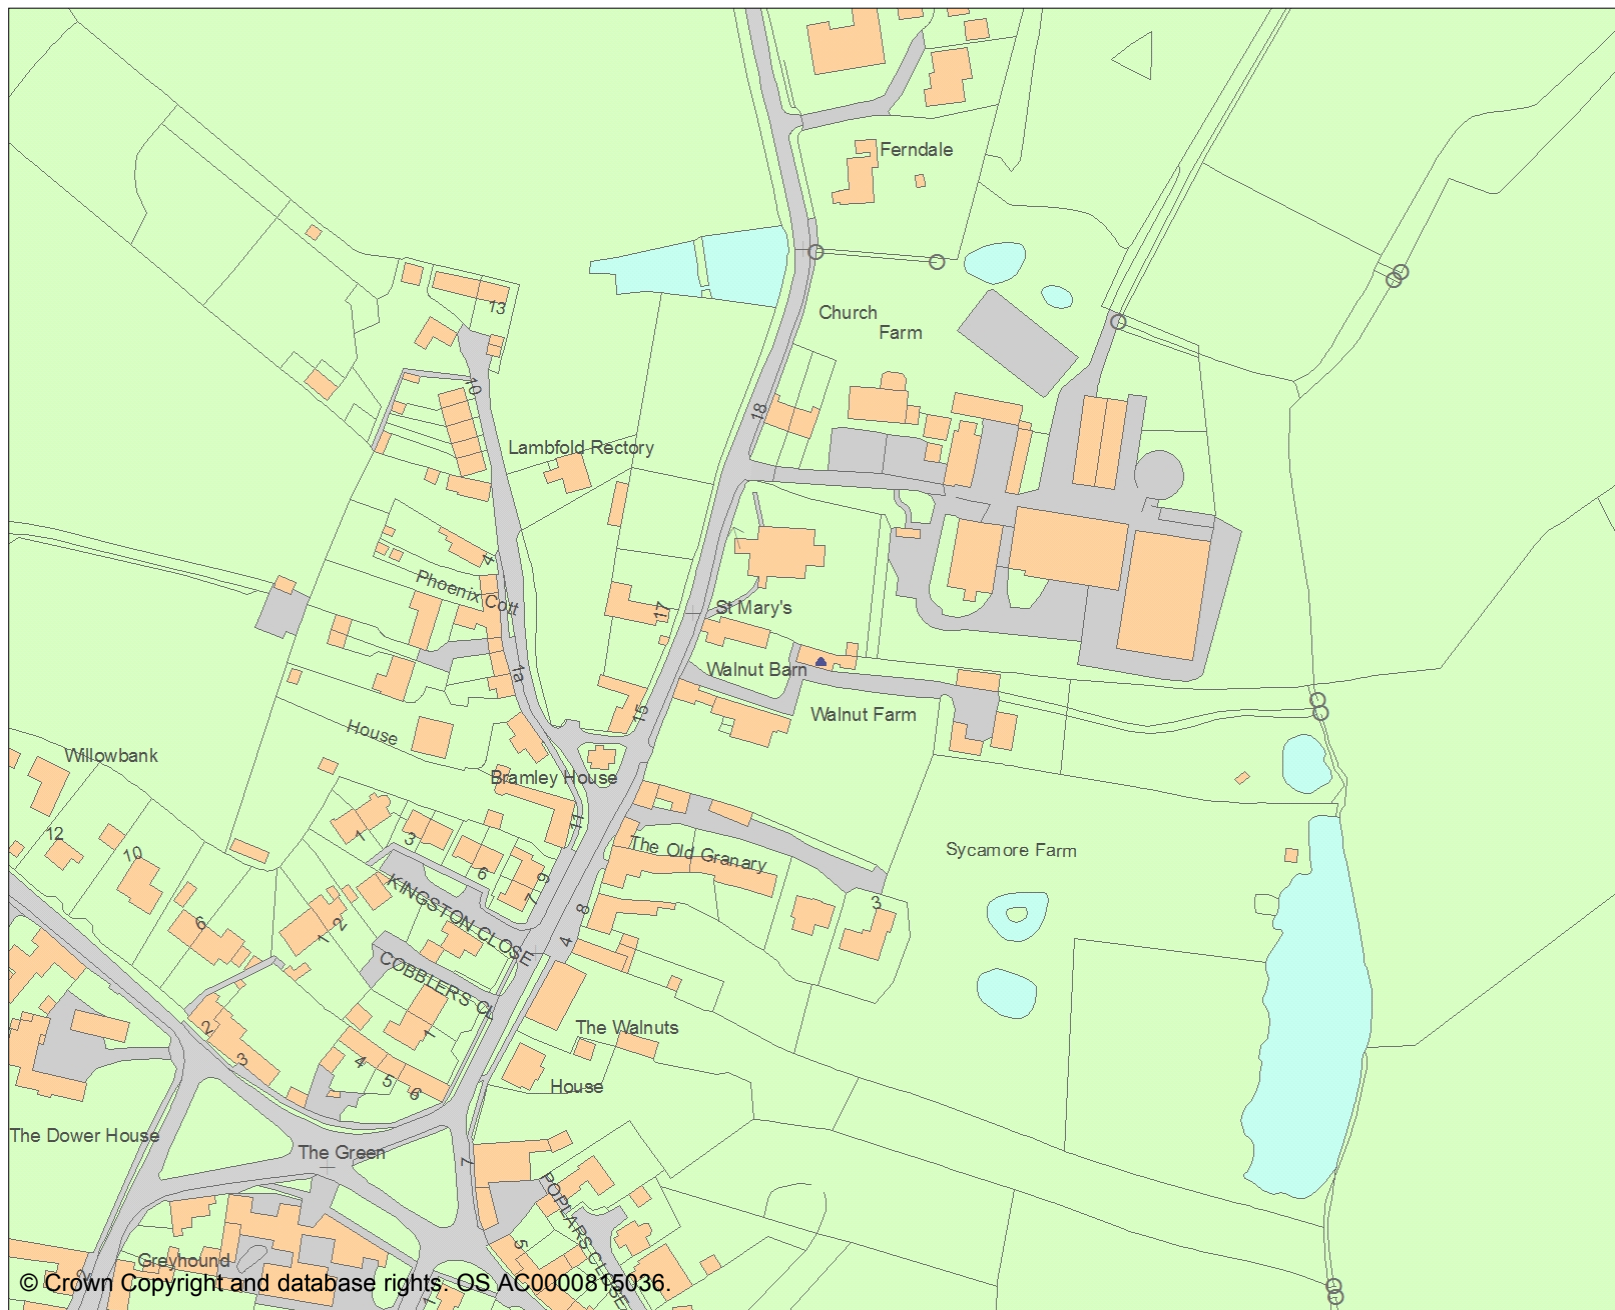 Ferndale
13
Church
Farm
10
18
Lambfold Rectory
4
Phoenix Cott
17
St Mary's
Walnut Barn
1a
Walnut Farm
15
House
Willowbank
Bramley House
11
12
10
1
3
6
9
7
The Old Granary
Sycamore Farm
KINGSTON CLOSE
8
3
6
1
2
4
COBBLERS CL
The Walnuts
2
3
1
4
5
6
House
The Dower House
The Green
7
POPLARS CLOSE
5
Greyhound
2
1
© Crown Copyright and database rights. OS AC0000815036.